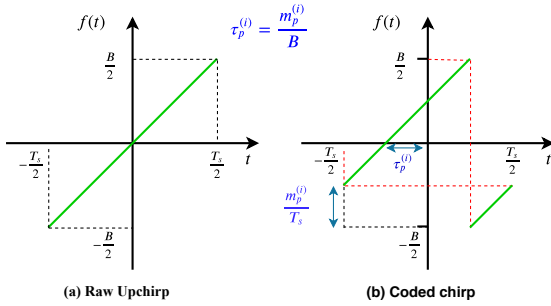 f(t)
B/2
-T_s/2
T_s/2
t
-B/2
(a) Raw Upchirp
τ_p^{(i)} = m_p^{(i)}/B
f(t)
B/2
-T_s/2
τ_p^{(i)}
T_s/2
t
m_p^{(i)}/T_s
-B/2
(b) Coded chirp